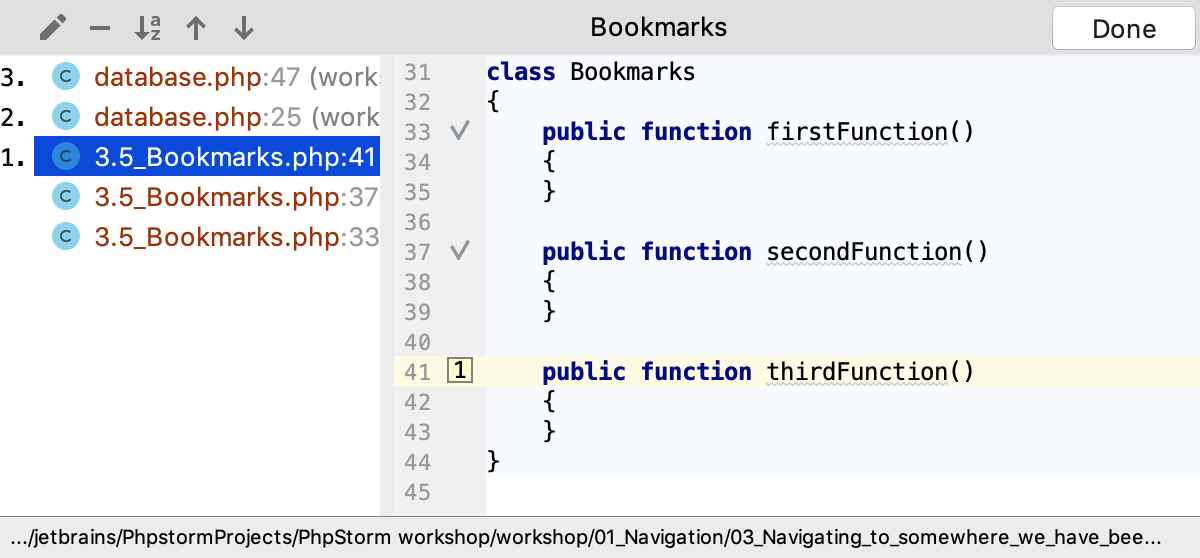 Bookmarks
Done
3. C database.php:47 (works
2. C database.php:25 (work
1. C 3.5_Bookmarks.php:41
C 3.5_Bookmarks.php:37
C 3.5_Bookmarks.php:33
31 class Bookmarks
32 {
33 public function firstFunction()
34 {
35 }
36
37 public function secondFunction()
38 {
39 }
40
41 1 public function thirdFunction()
42 {
43 }
44 }
45
.../jetbrains/PhpstormProjects/PhpStorm workshop/workshop/01_Navigation/03_Navigating_to_somewhere_we_have_bee...